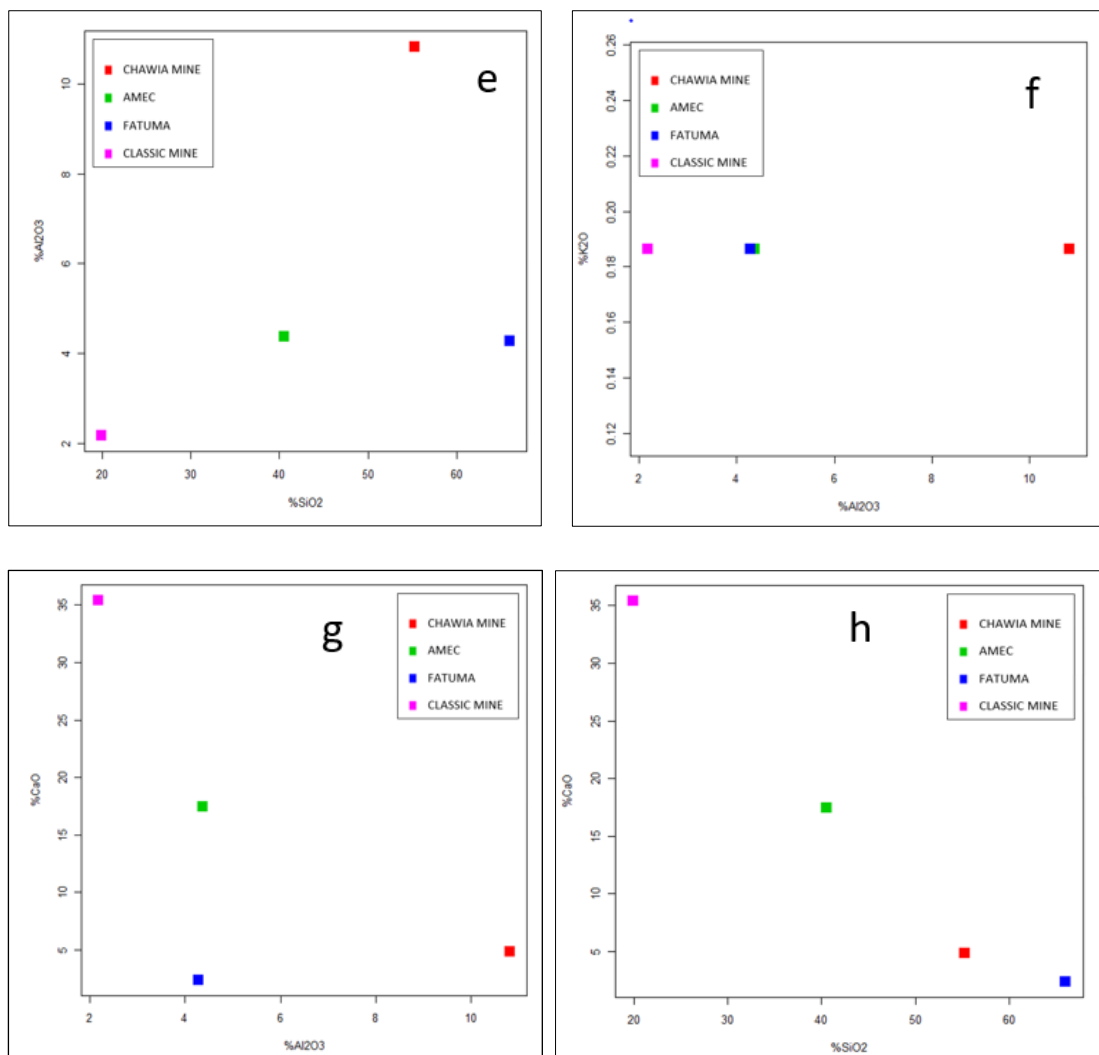 e
CHAWIA MINE
AMEC
FATUMA
CLASSIC MINE
%Al2O3
10
8
6
4
2
20 30 40 50 60
%SiO2
f
CHAWIA MINE
AMEC
FATUMA
CLASSIC MINE
%K2O
0.26
0.24
0.22
0.20
0.18
0.16
0.14
0.12
2 4 6 8 10
%Al2O3
g
CHAWIA MINE
AMEC
FATUMA
CLASSIC MINE
%CaO
35
30
25
20
15
10
5
2 4 6 8 10
%Al2O3
h
CHAWIA MINE
AMEC
FATUMA
CLASSIC MINE
%CaO
35
30
25
20
15
10
5
20 30 40 50 60
%SiO2